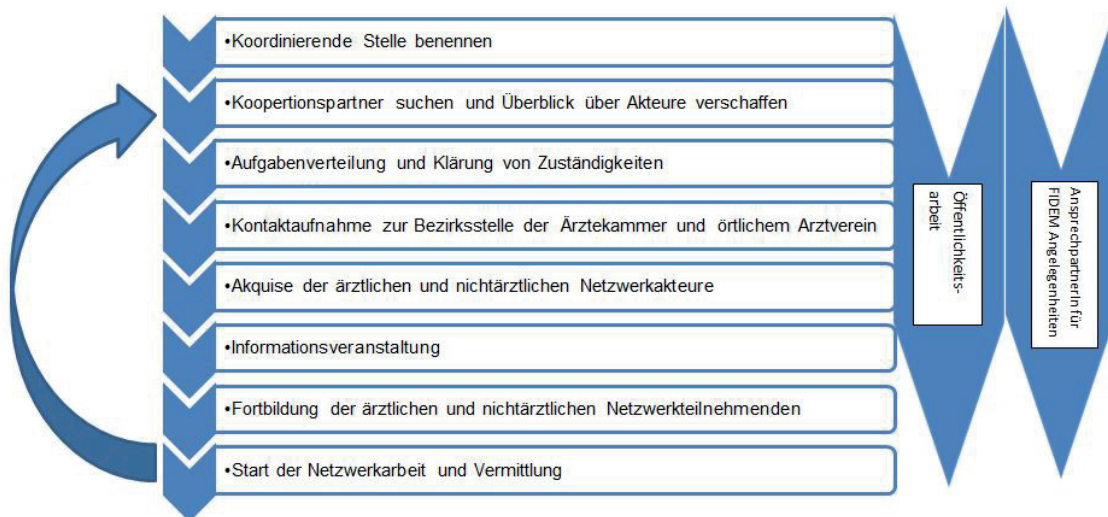 •Koordinierende Stelle benennen
•Koopertionspartner suchen und Überblick über Akteure verschaffen
•Aufgabenverteilung und Klärung von Zuständigkeiten
•Kontaktaufnahme zur Bezirksstelle der Ärztekammer und örtlichem Arztverein
•Akquise der ärztlichen und nichtärztlichen Netzwerkakteure
•Informationsveranstaltung
•Fortbildung der ärztlichen und nichtärztlichen Netzwerkteilnehmenden
•Start der Netzwerkarbeit und Vermittlung
Öffentlichkeits-
arbeit
AnsprechpartnerIn für
FIDEM Angelegenheiten